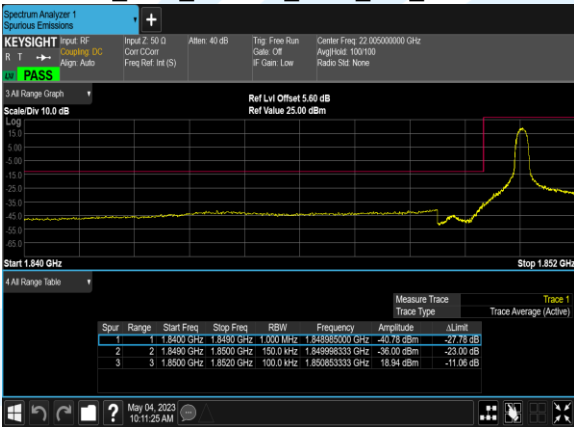 Spectrum Analyzer 1
Spurious Emissions
+
KEYSIGHT Input: RF Input Z: 50 Ω Atten: 40 dB Trig: Free Run Center Freq: 22.005000000 GHz
R T Coupling: DC Corr CCorr Gate: Off Avg|Hold: 100/100
Align: Auto Freq Ref: Int (S) IF Gain: Low Radio Std: None
PASS
3 All Range Graph
Ref Lvl Offset 5.60 dB
Scale/Div 10.0 dB Ref Value 25.00 dBm
Log
15.0
5.00
-5.00
-15.0
-25.0
-35.0
-45.0
-55.0
-65.0
Start 1.840 GHz Stop 1.852 GHz
4 All Range Table
Measure Trace Trace 1
Trace Type Trace Average (Active)
Spur Range Start Freq Stop Freq RBW Frequency Amplitude ΔLimit
1 1 1.8400 GHz 1.8490 GHz 1.000 MHz 1.848985000 GHz -40.78 dBm -27.78 dB
2 2 1.8490 GHz 1.8500 GHz 150.0 kHz 1.849998333 GHz -36.00 dBm -23.00 dB
3 3 1.8500 GHz 1.8520 GHz 100.0 kHz 1.850853333 GHz 18.94 dBm -11.06 dB
? May 04, 2023
10:11:25 AM